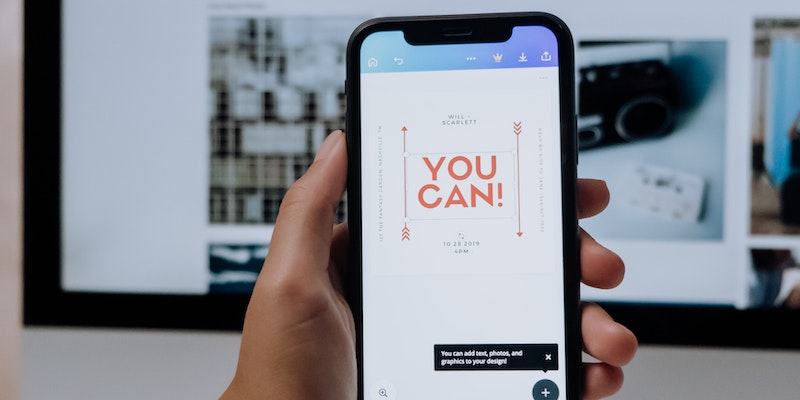 WILL –
SCARLETT
YOU
CAN!
10.28.2019
4PM
You can add text, photos, and
graphics to your design!